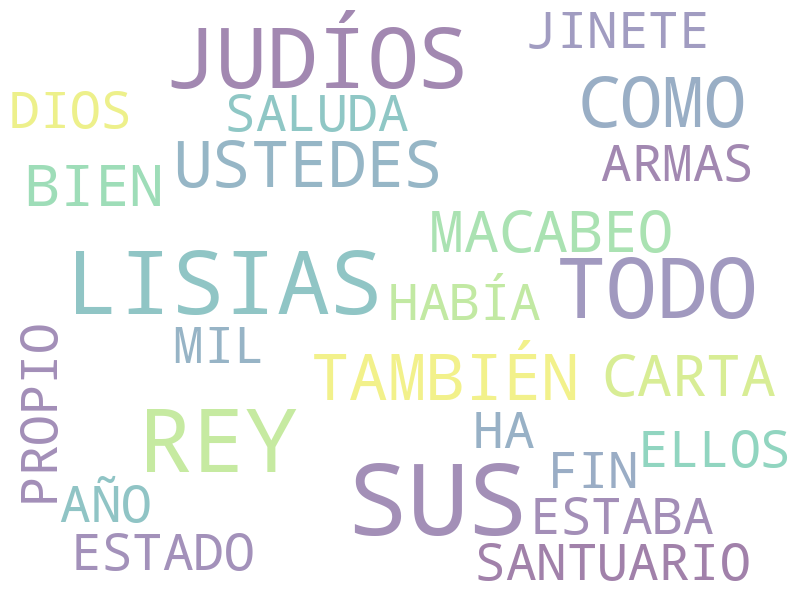 JINETE
JUDÍOS
DIOS
SALUDA
COMO
USTEDES
ARMAS
BIEN
MACABEO
LISIAS
HABÍA
TODO
MIL
PROPIO
TAMBIÉN
CARTA
REY
HA
ELLOS
FIN
SUS
AÑO
ESTABA
ESTADO
SANTUARIO